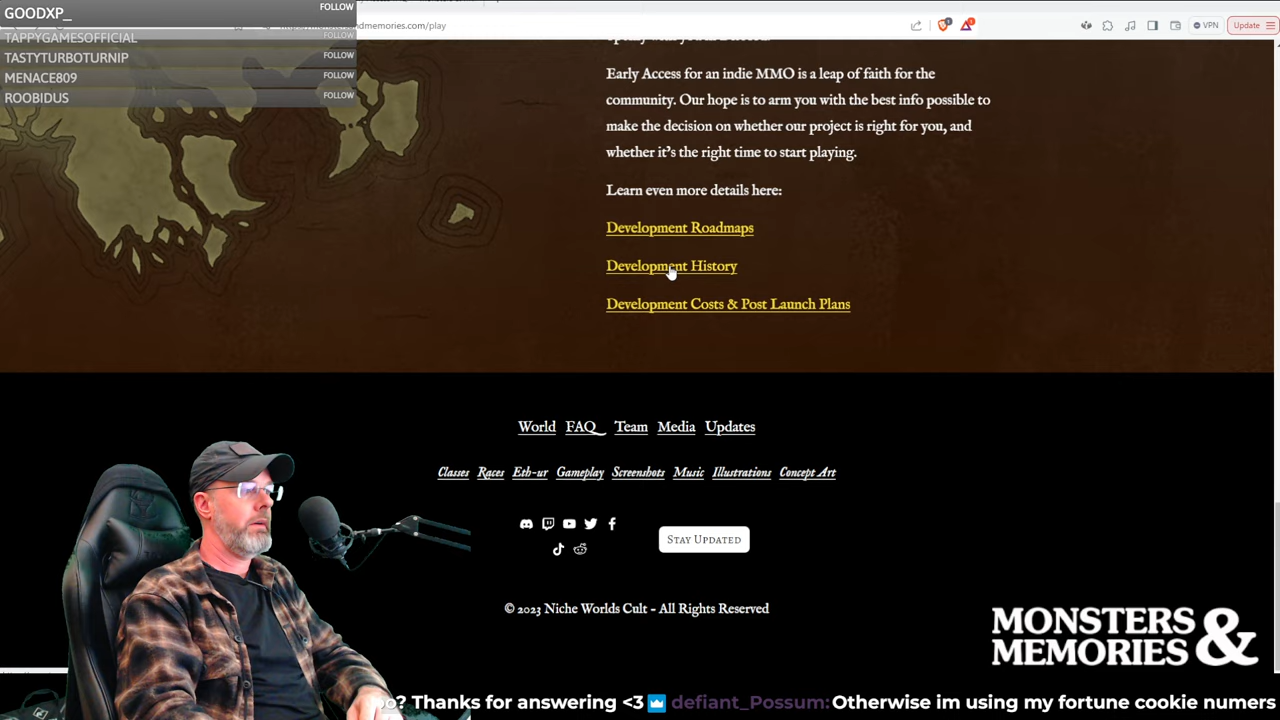 GOODXP_ FOLLOW
TAPPYGAMESOFFICIAL FOLLOW
TASTYTURBOTURNIP FOLLOW
MENACE809 FOLLOW
ROOBIDUS FOLLOW
andmemories.com/play
VPN
Update
Early Access for an indie MMO is a leap of faith for the
community. Our hope is to arm you with the best info possible to
make the decision on whether our project is right for you, and
whether it's the right time to start playing.
Learn even more details here:
Development Roadmaps
Development History
Development Costs & Post Launch Plans
World FAQ Team Media Updates
Classes Races Eth-ur Gameplay Screenshots Music Illustrations Concept Art
Stay Updated
© 2023 Niche Worlds Cult - All Rights Reserved
MONSTERS &
MEMORIES
o? Thanks for answering <3 defiant_Possum: Otherwise im using my fortune cookie numers